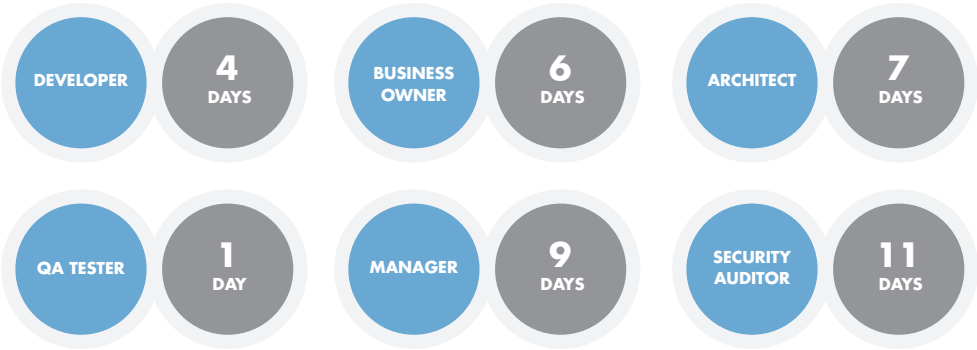 DEVELOPER
4
DAYS
BUSINESS
OWNER
6
DAYS
ARCHITECT
7
DAYS
QA TESTER
1
DAY
MANAGER
9
DAYS
SECURITY
AUDITOR
11
DAYS